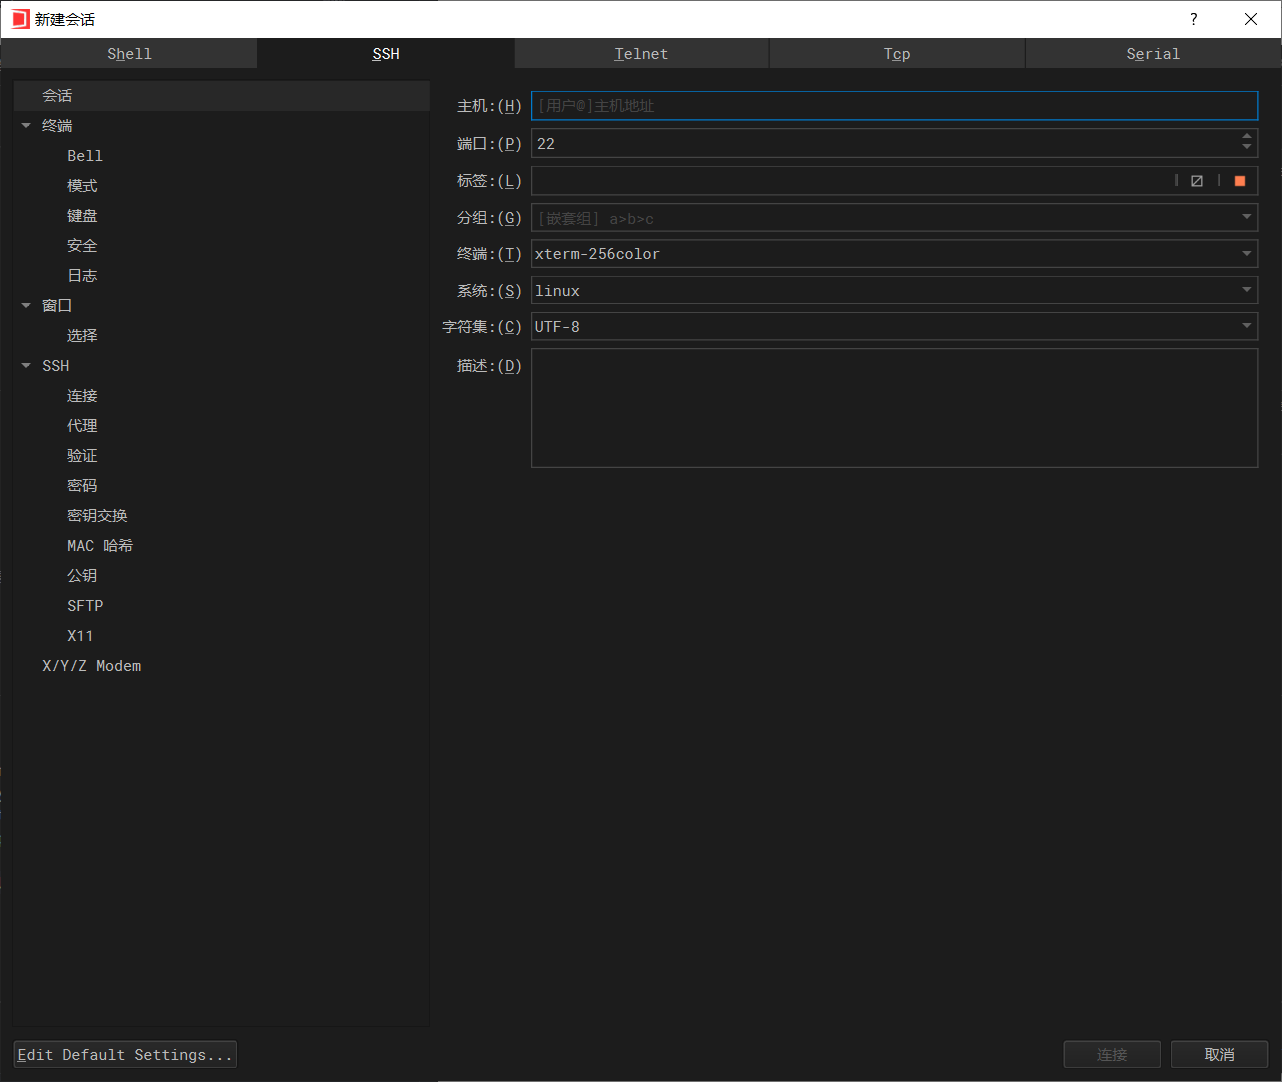 新建会话
?
Shell
SSH
Telnet
Tcp
Serial
会话
终端
Bell
模式
键盘
安全
日志
窗口
选择
SSH
连接
代理
验证
密码
密钥交换
MAC 哈希
公钥
SFTP
X11
X/Y/Z Modem
主机:(H) [用户@]主机地址
端口:(P) 22
标签:(L)
分组:(G) [嵌套组] a>b>c
终端:(T) xterm-256color
系统:(S) linux
字符集:(C) UTF-8
描述:(D)
Edit Default Settings...
连接
取消